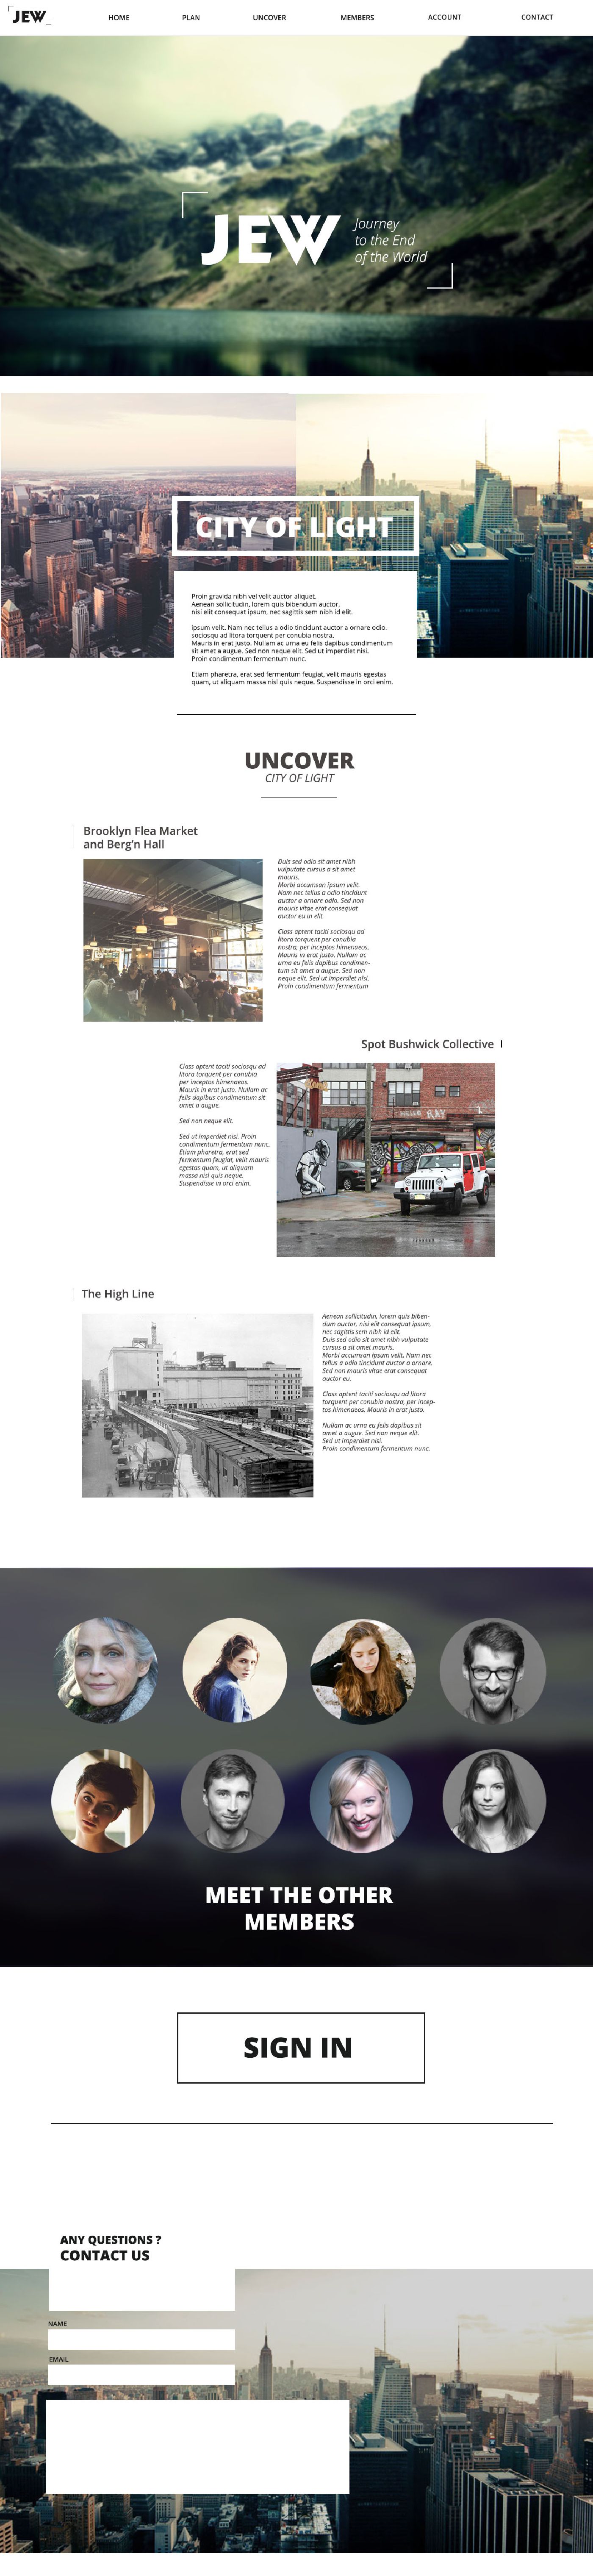 JEW
HOME PLAN UNCOVER MEMBERS ACCOUNT CONTACT
JEW
Journey
to the End
of the World
CITY OF LIGHT
Proin gravida nibh vel velit auctor aliquet.
Aenean sollicitudin, lorem quis bibendum auctor,
nisi elit consequat ipsum, nec sagittis sem nibh id elit.
ipsum velit. Nam nec tellus a odio tincidunt auctor a ornare odio.
sociosqu ad litora torquent per conubia nostra.
Mauris in erat justo. Nullam ac urna eu felis dapibus condimentum
sit amet a augue. Sed non neque elit. Sed ut imperdiet nisi.
Proin condimentum fermentum nunc.
Etiam pharetra, erat sed fermentum feugiat, velit mauris egestas
quam, ut aliquam massa nisl quis neque. Suspendisse in orci enim.
UNCOVER
CITY OF LIGHT
Brooklyn Flea Market
and Berg'n Hall
Duis sed odio sit amet nibh
vulputate cursus a sit amet
mauris.
Morbi accumsan ipsum velit.
Nam nec tellus a odio tincidunt
auctor a ornare odio. Sed non
mauris vitae erat consequat
auctor eu in elit.
Class aptent taciti sociosqu ad
litora torquent per conubia
nostra, per inceptos himenaeos.
Mauris in erat justo. Nullam ac
urna eu felis dapibus condimen-
tum sit amet a augue. Sed non
neque elit. Sed ut imperdiet nisi.
Proin condimentum fermentum
Spot Bushwick Collective
Class aptent taciti sociosqu ad
litora torquent per conubia
per inceptos himenaeos.
Mauris in erat justo. Nullam ac
felis dapibus condimentum sit
amet a augue.
Sed non neque elit.
Sed ut imperdiet nisi. Proin
condimentum fermentum nunc.
Etiam pharetra, erat sed
fermentum feugiat, velit mauris
egestas quam, ut aliquam
massa nisl quis neque.
Suspendisse in orci enim.
HELLO RAY
The High Line
Aenean sollicitudin, lorem quis biben-
dum auctor, nisi elit consequat ipsum,
nec sagittis sem nibh id elit.
Duis sed odio sit amet nibh vulputate
cursus a sit amet mauris.
Morbi accumsan ipsum velit. Nam nec
tellus a odio tincidunt auctor a ornare.
Sed non mauris vitae erat consequat
auctor eu.
Class aptent taciti sociosqu ad litora
torquent per conubia nostra, per incep-
tos himenaeos. Mauris in erat justo.
Nullam ac urna eu felis dapibus sit
amet a augue. Sed non neque elit.
Sed ut imperdiet nisi.
Proin condimentum fermentum nunc.
MEET THE OTHER
MEMBERS
SIGN IN
ANY QUESTIONS ?
CONTACT US
NAME
EMAIL